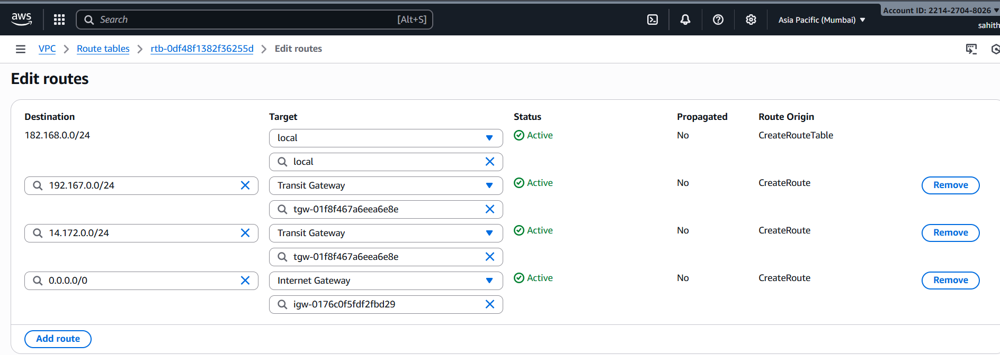 aws
Search [Alt+S]
Asia Pacific (Mumbai)
Account ID: 2214-2704-8026
sahith
VPC > Route tables > rtb-0df48f1382f36255d > Edit routes
Edit routes
Destination Target Status Propagated Route Origin
182.168.0.0/24 local Active No CreateRouteTable
local
192.167.0.0/24 Transit Gateway Active No CreateRoute Remove
tgw-01f8f467a6eea6e8e
14.172.0.0/24 Transit Gateway Active No CreateRoute Remove
tgw-01f8f467a6eea6e8e
0.0.0.0/0 Internet Gateway Active No CreateRoute Remove
igw-0176c0f5fdf2fbd29
Add route